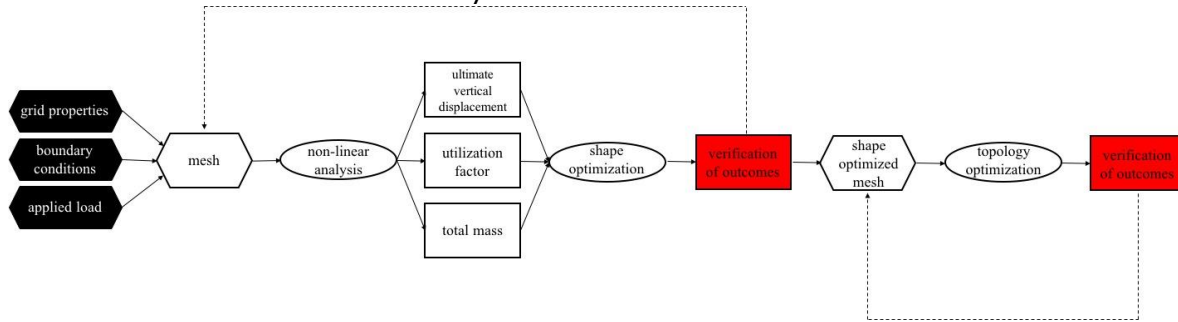 grid properties
boundary
conditions
applied load
mesh
non-linear
analysis
ultimate
vertical
displacement
utilization
factor
total mass
shape
optimization
verification
of outcomes
shape
optimized
mesh
topology
optimization
verification
of outcomes